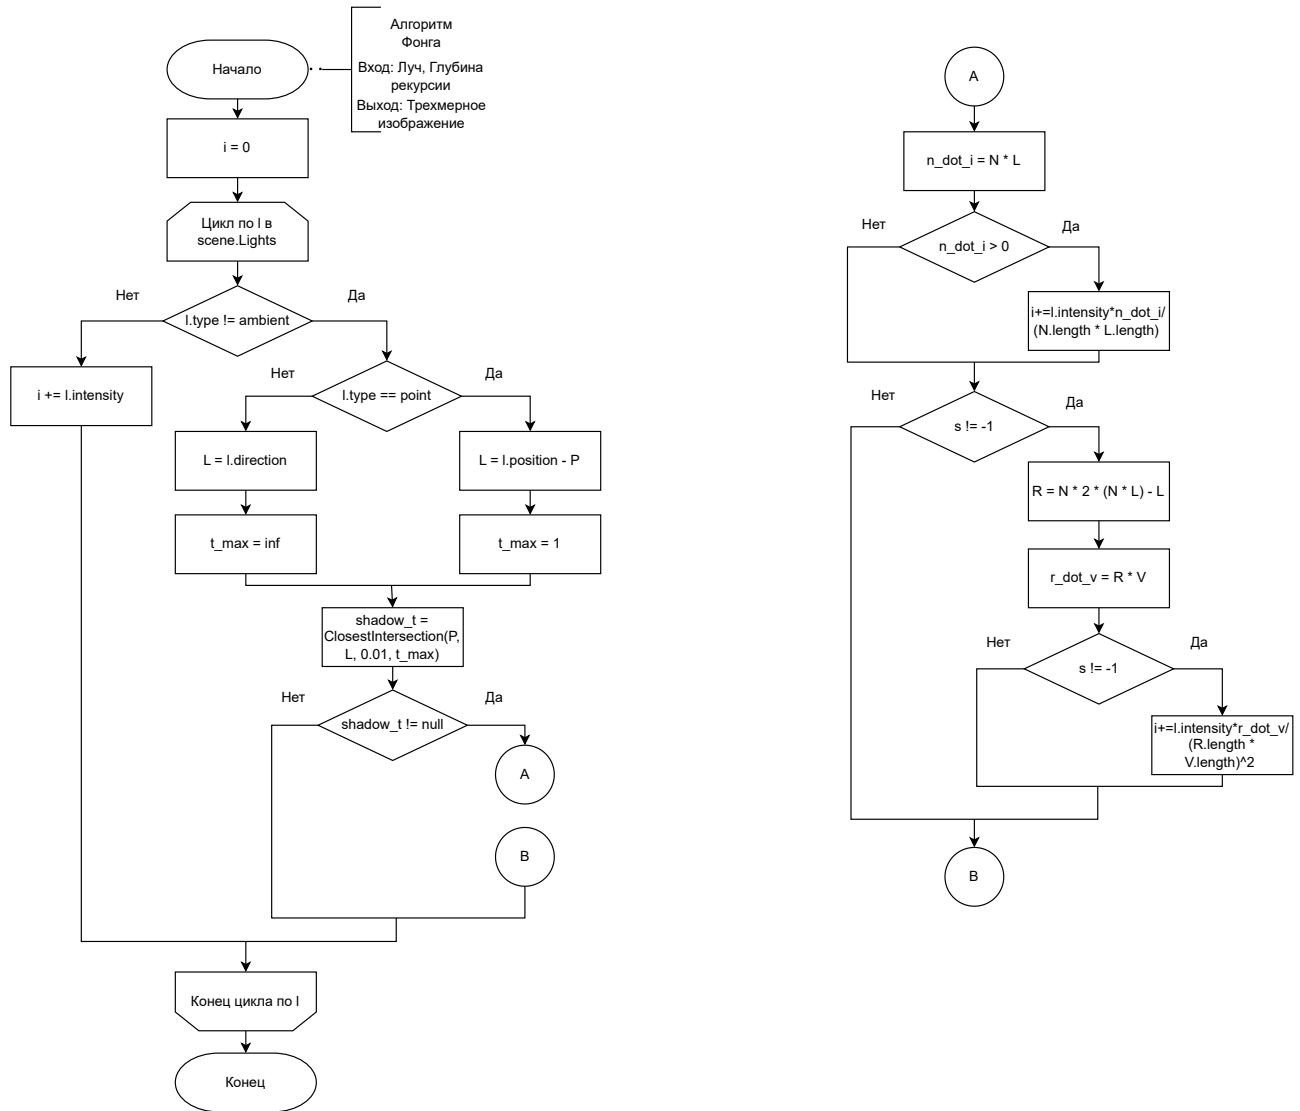 Алгоритм
Фонга
Вход: Луч, Глубина
рекурсии
Выход: Трехмерное
изображение
Начало
i = 0
Цикл по l в
scene.Lights
Нет
Да
l.type != ambient
i += l.intensity
Нет
Да
l.type == point
L = l.direction
L = l.position - P
t_max = inf
t_max = 1
shadow_t =
ClosestIntersection(P,
L, 0.01, t_max)
Нет
Да
shadow_t != null
A
B
Конец цикла по l
Конец
A
n_dot_i = N * L
Нет
Да
n_dot_i > 0
i+=l.intensity*n_dot_i/
(N.length * L.length)
Нет
Да
s != -1
R = N * 2 * (N * L) - L
r_dot_v = R * V
Нет
Да
s != -1
i+=l.intensity*r_dot_v/
(R.length *
V.length)^2
B